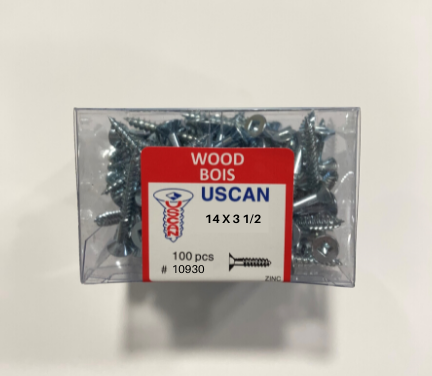 WOOD
BOIS
USCAN
USCAN
14 X 3 1/2
100 pcs
# 10930
ZINC